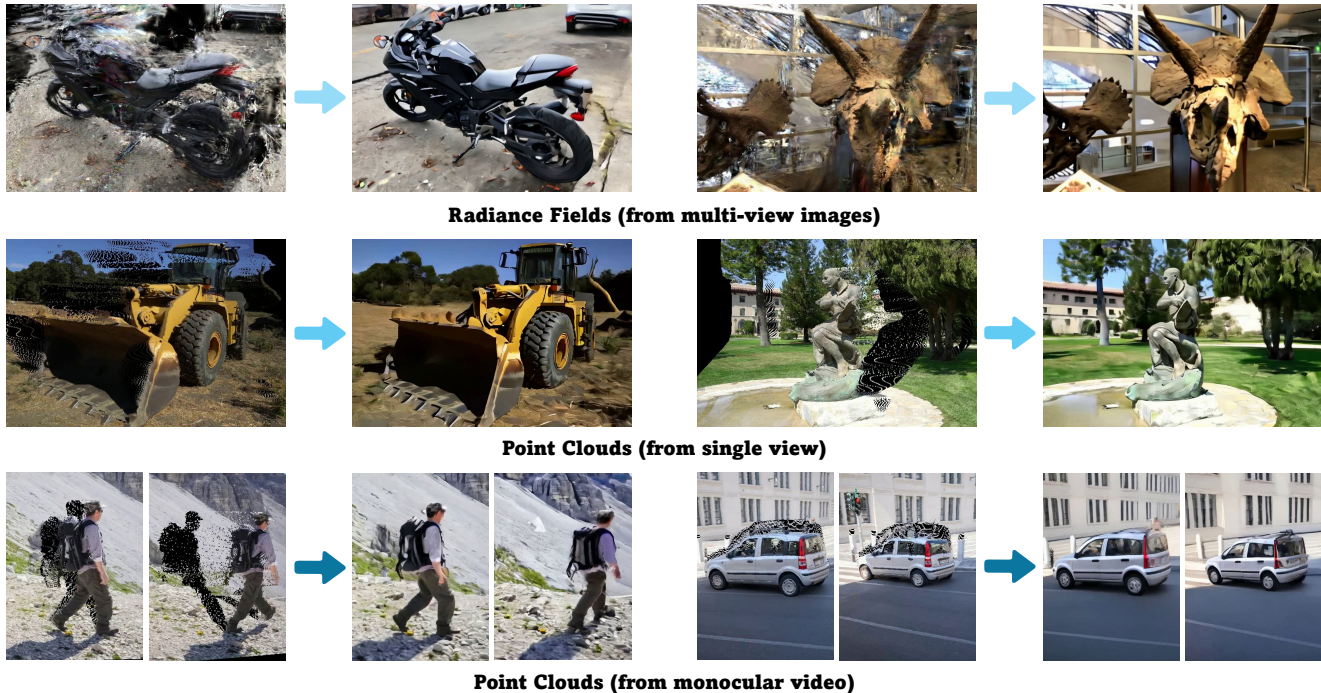 Radiance Fields (from multi-view images)
Point Clouds (from single view)
Point Clouds (from monocular video)